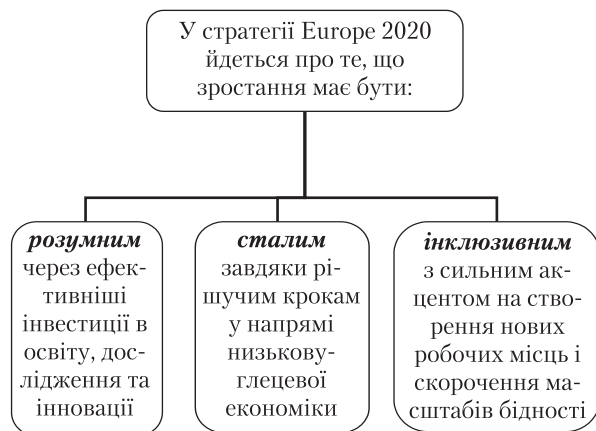 У стратегії Europe 2020
йдеться про те, що
зростання має бути:
розумним
через ефек-
тивніші
інвестиції в
освіту, дос-
лідження та
інновації
сталим
завдяки рі-
шучим крокам
у напрямі
низькову-
глецевої
економіки
інклюзивним
з сильним ак-
центом на ство-
рення нових
робочих місць і
скорочення ма-
сштабів бідності